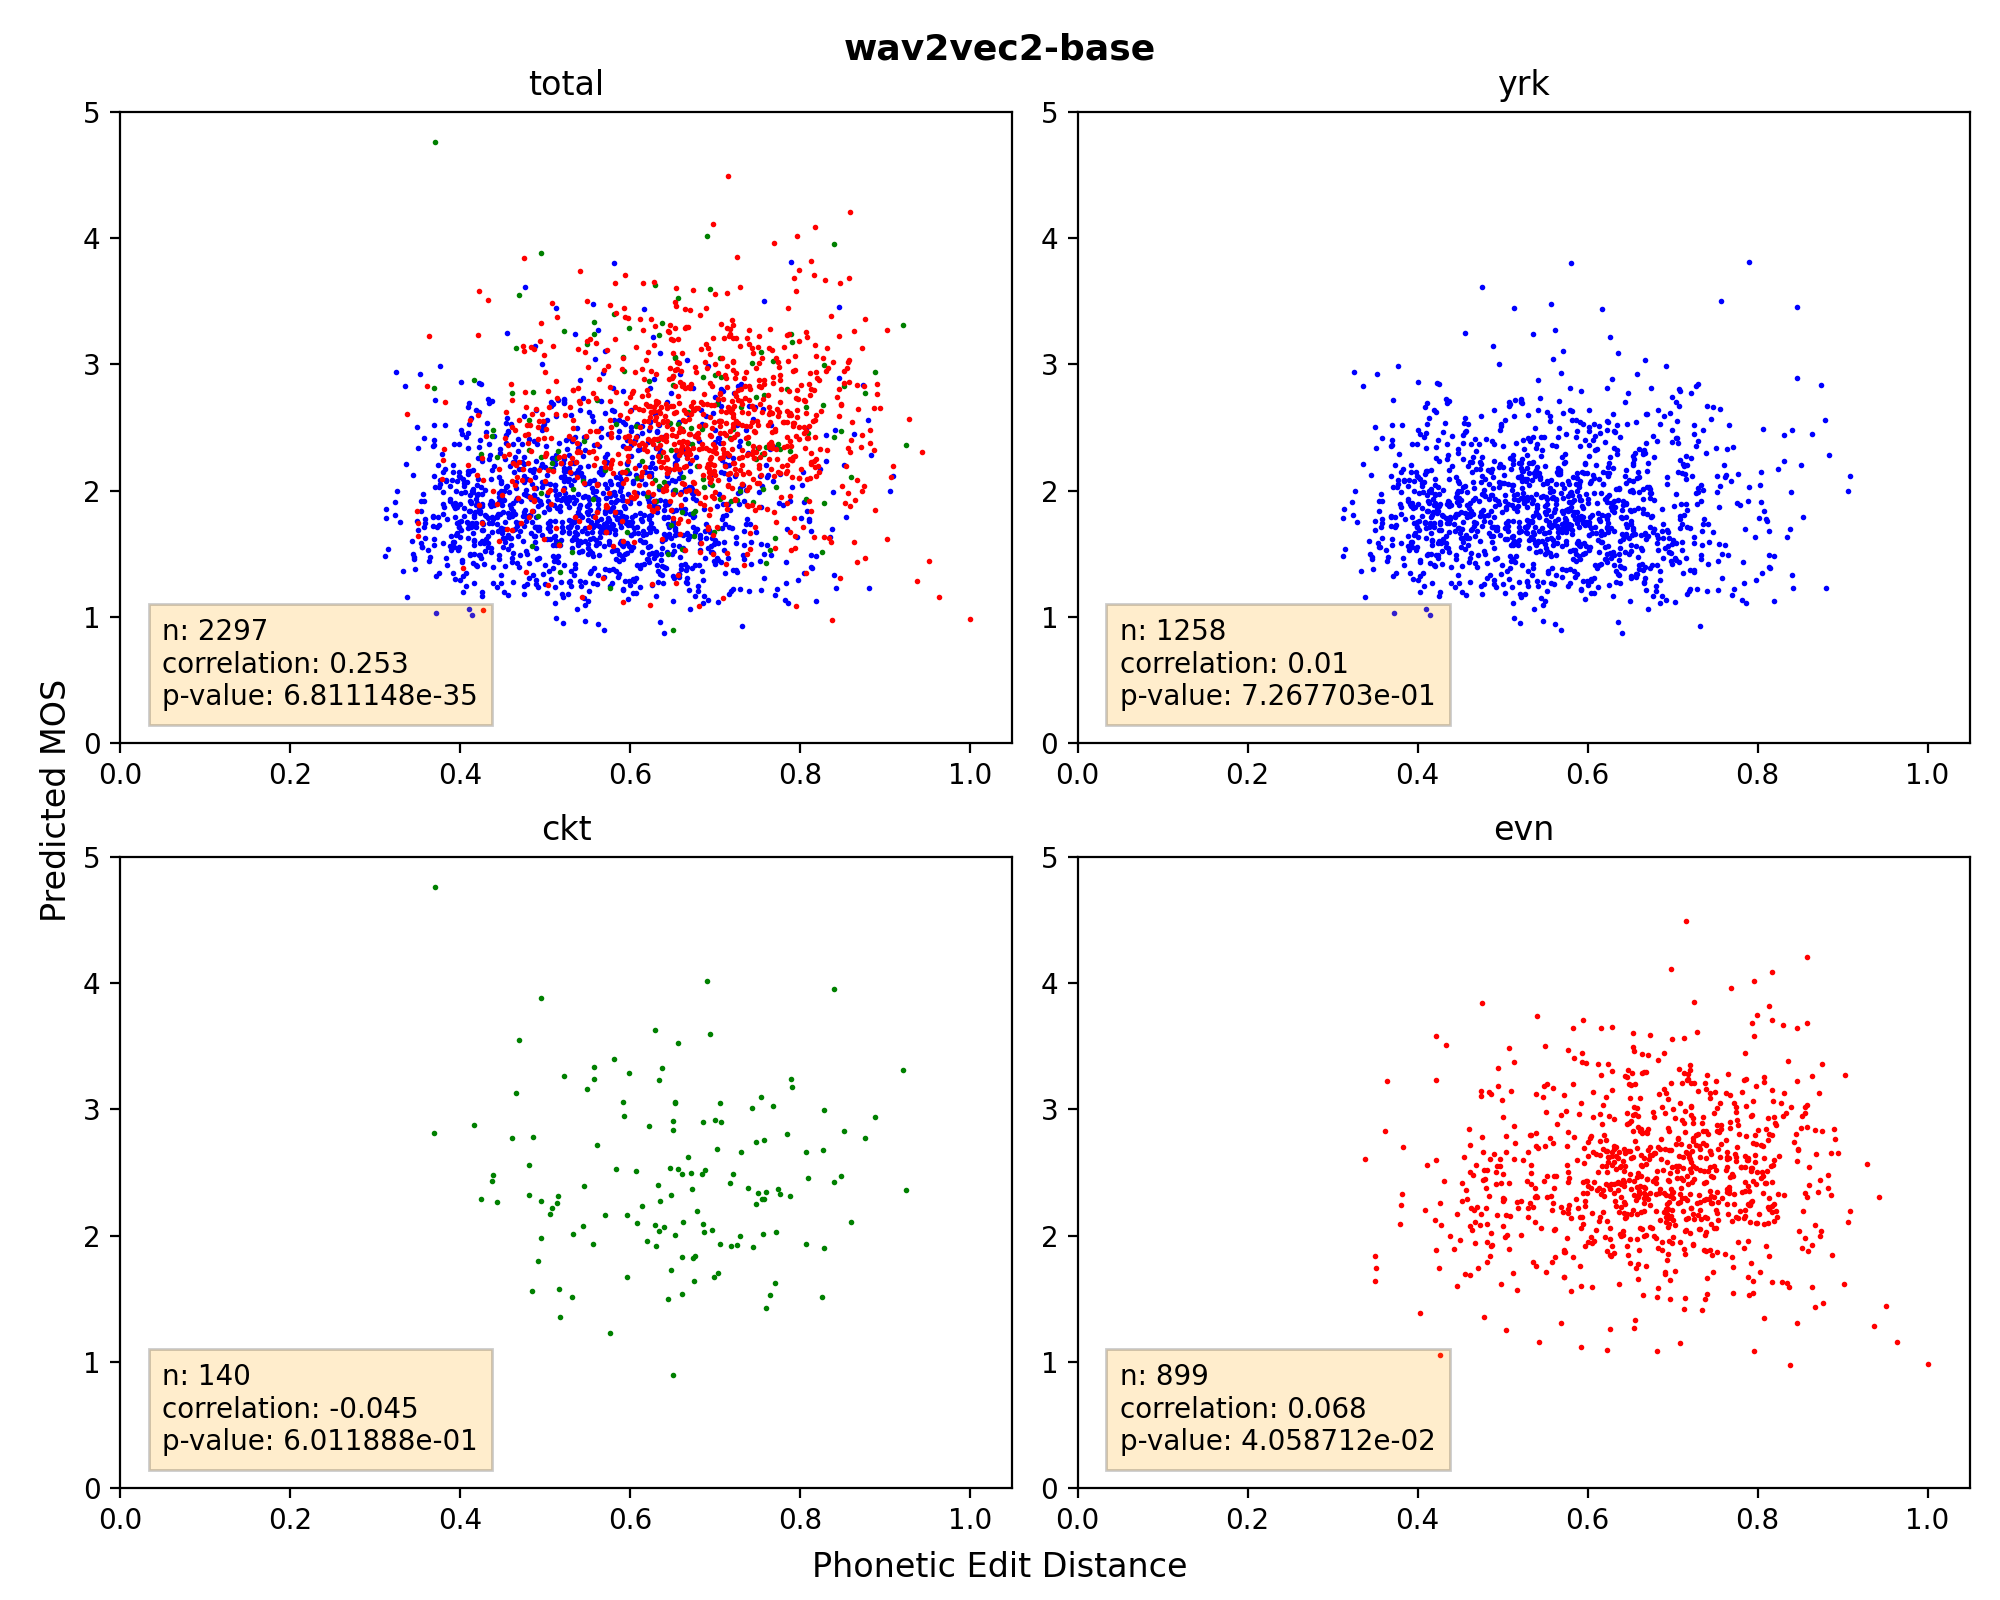 wav2vec2-base
total
5
4
3
2
1
0
0.0 0.2 0.4 0.6 0.8 1.0
n: 2297
correlation: 0.253
p-value: 6.811148e-35
yrk
5
4
3
2
1
0
0.0 0.2 0.4 0.6 0.8 1.0
n: 1258
correlation: 0.01
p-value: 7.267703e-01
Predicted MOS
ckt
5
4
3
2
1
0
0.0 0.2 0.4 0.6 0.8 1.0
n: 140
correlation: -0.045
p-value: 6.011888e-01
evn
5
4
3
2
1
0
0.0 0.2 0.4 0.6 0.8 1.0
n: 899
correlation: 0.068
p-value: 4.058712e-02
Phonetic Edit Distance